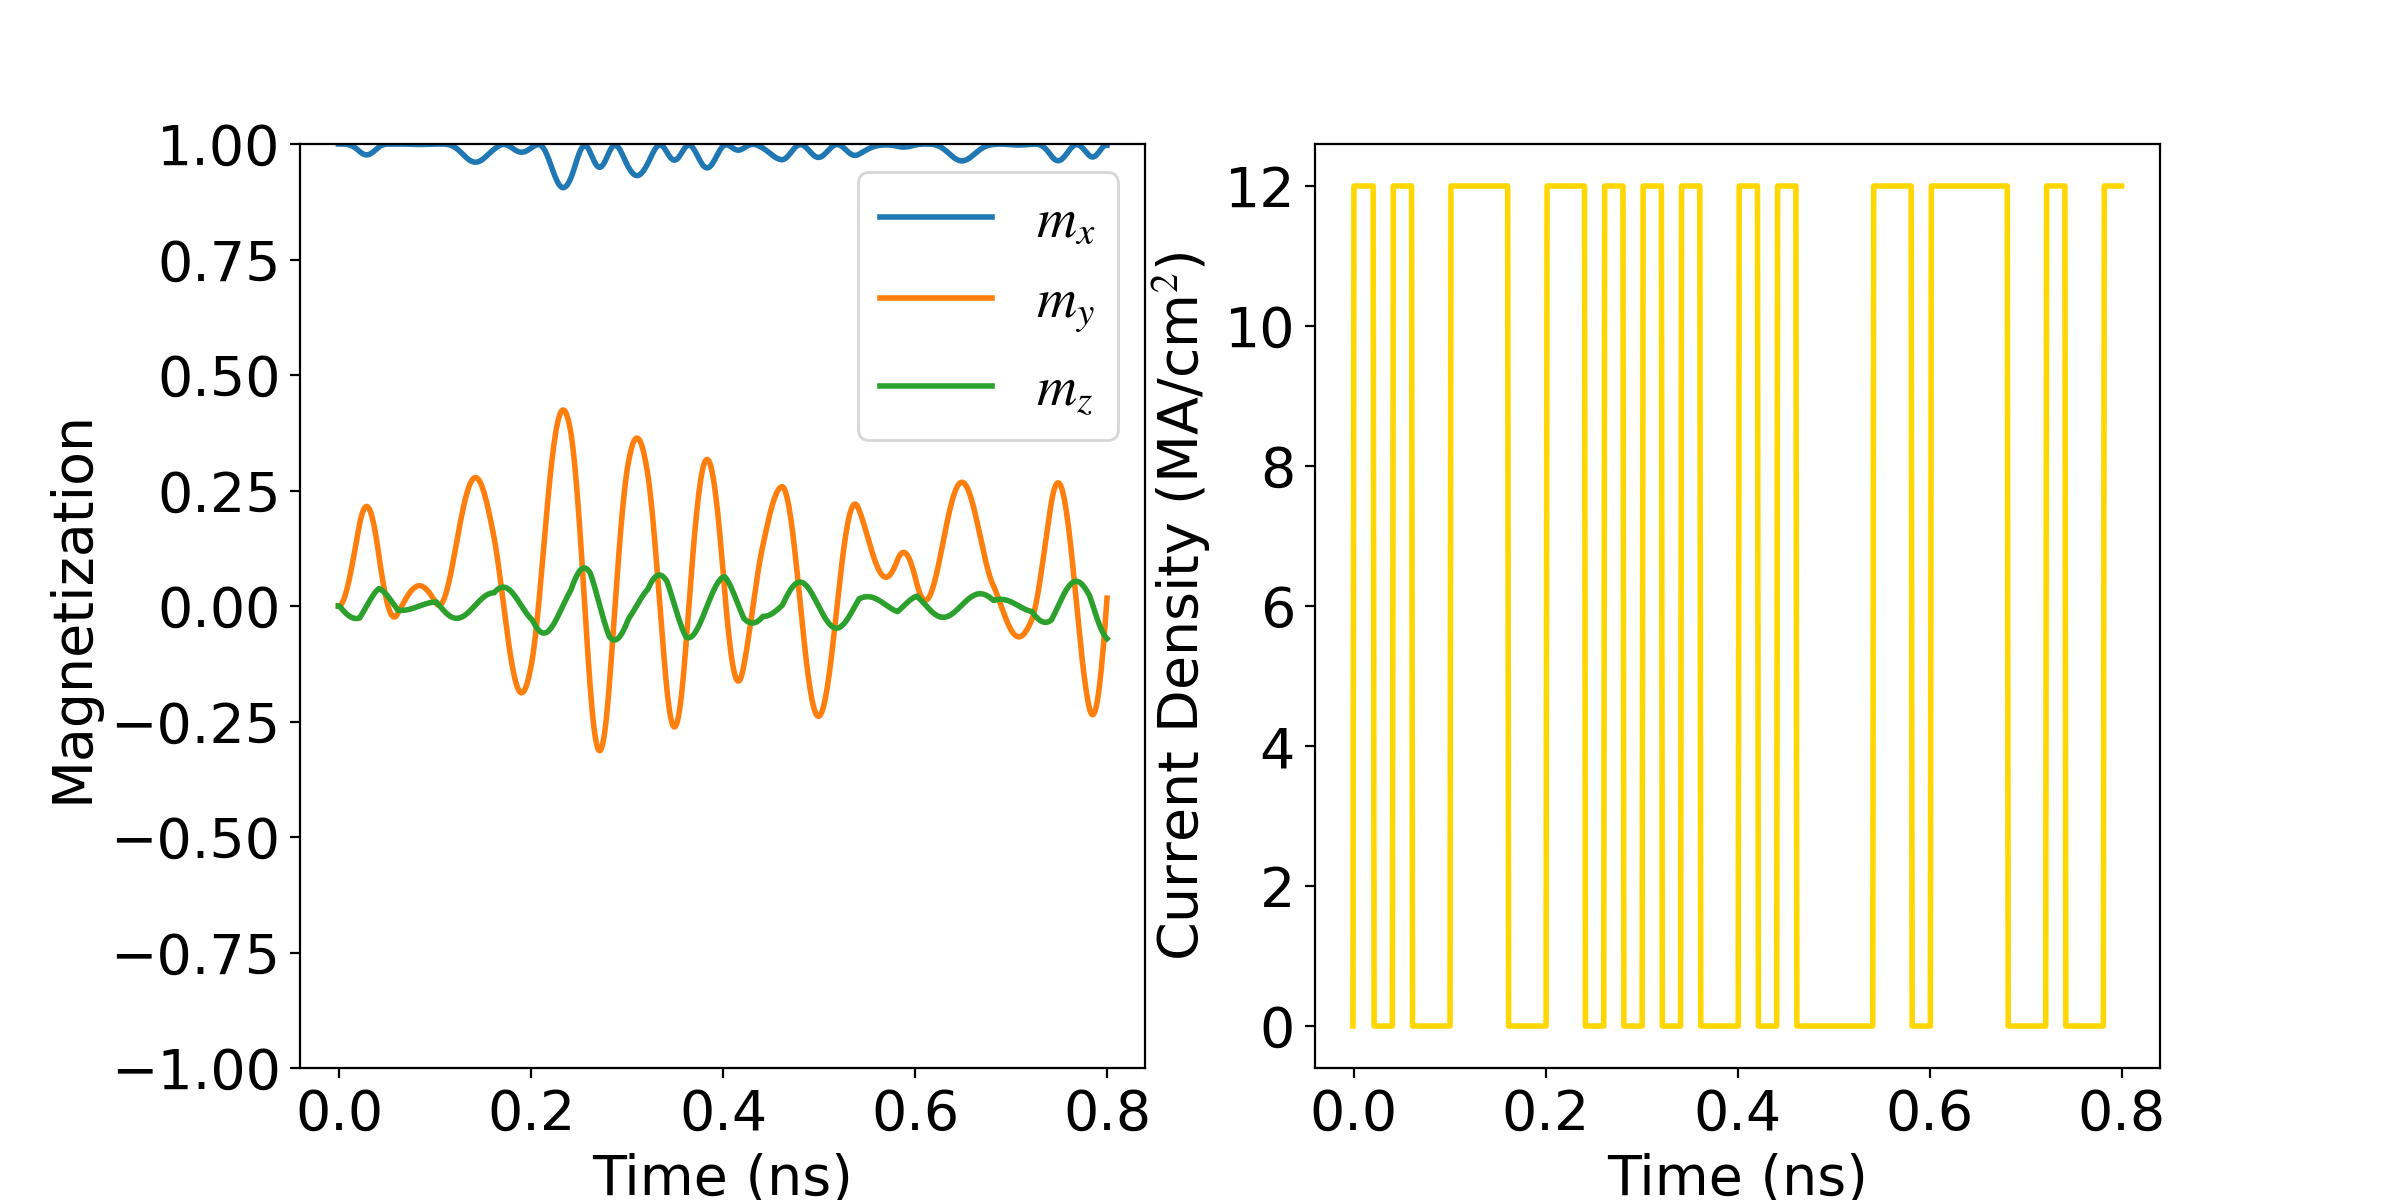 Magnetization
1.00
0.75
0.50
0.25
0.00
−0.25
−0.50
−0.75
−1.00
0.0 0.2 0.4 0.6 0.8
Time (ns)
m_x
m_y
m_z
Current Density (MA/cm²)
12
10
8
6
4
2
0
0.0 0.2 0.4 0.6 0.8
Time (ns)